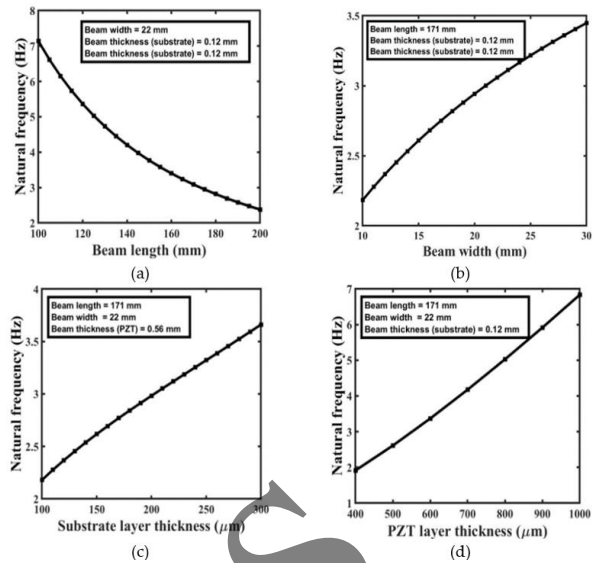 Natural frequency (Hz)
8
7
6
5
4
3
2
Beam width = 22 mm
Beam thickness (substrate) = 0.12 mm
Beam thickness (substrate) = 0.12 mm
100 120 140 160 180 200
Beam length (mm)
(a)
Natural frequency (Hz)
3.5
3
2.5
2
Beam length = 171 mm
Beam thickness (substrate) = 0.12 mm
Beam thickness (substrate) = 0.12 mm
10 15 20 25 30
Beam width (mm)
(b)
Natural frequency (Hz)
4
3.5
3
2.5
2
Beam length = 171 mm
Beam width = 22 mm
Beam thickness (PZT) = 0.56 mm
100 150 200 250 300
Substrate layer thickness (μm)
(c)
Natural frequency (Hz)
7
6
5
4
3
2
1
Beam length = 171 mm
Beam width = 22 mm
Beam thickness (substrate) = 0.12 mm
400 500 600 700 800 900 1000
PZT layer thickness (μm)
(d)